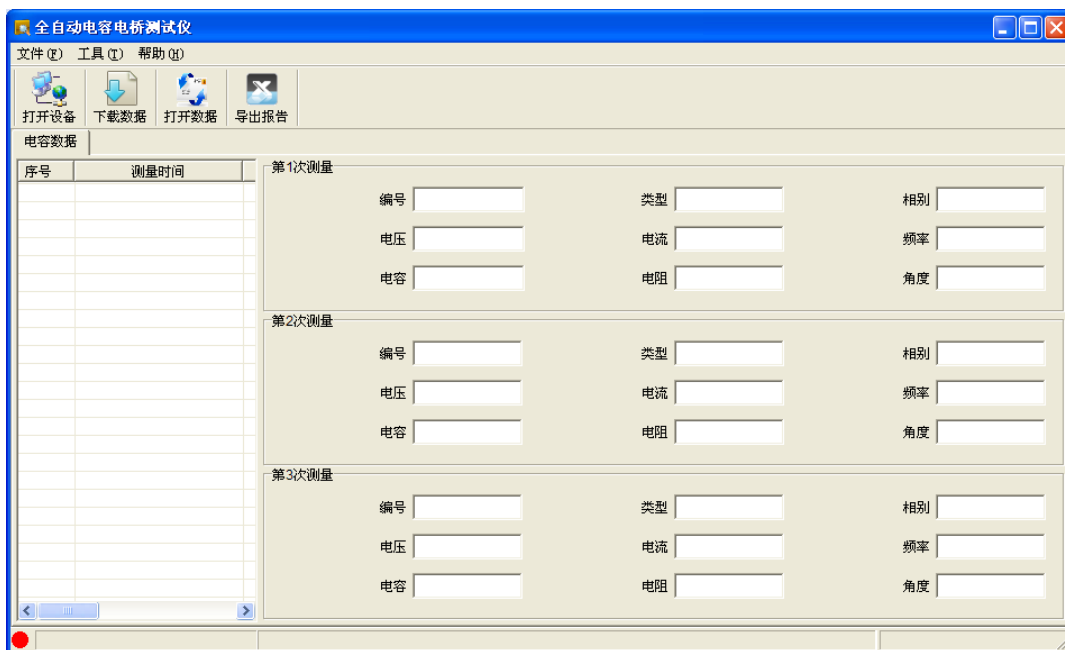 全自动电容电桥测试仪
文件(F) 工具(T) 帮助(H)
打开设备 下载数据 打开数据 导出报告
电容数据
序号 测量时间
第1次测量
编号 类型 相别
电压 电流 频率
电容 电阻 角度
第2次测量
编号 类型 相别
电压 电流 频率
电容 电阻 角度
第3次测量
编号 类型 相别
电压 电流 频率
电容 电阻 角度